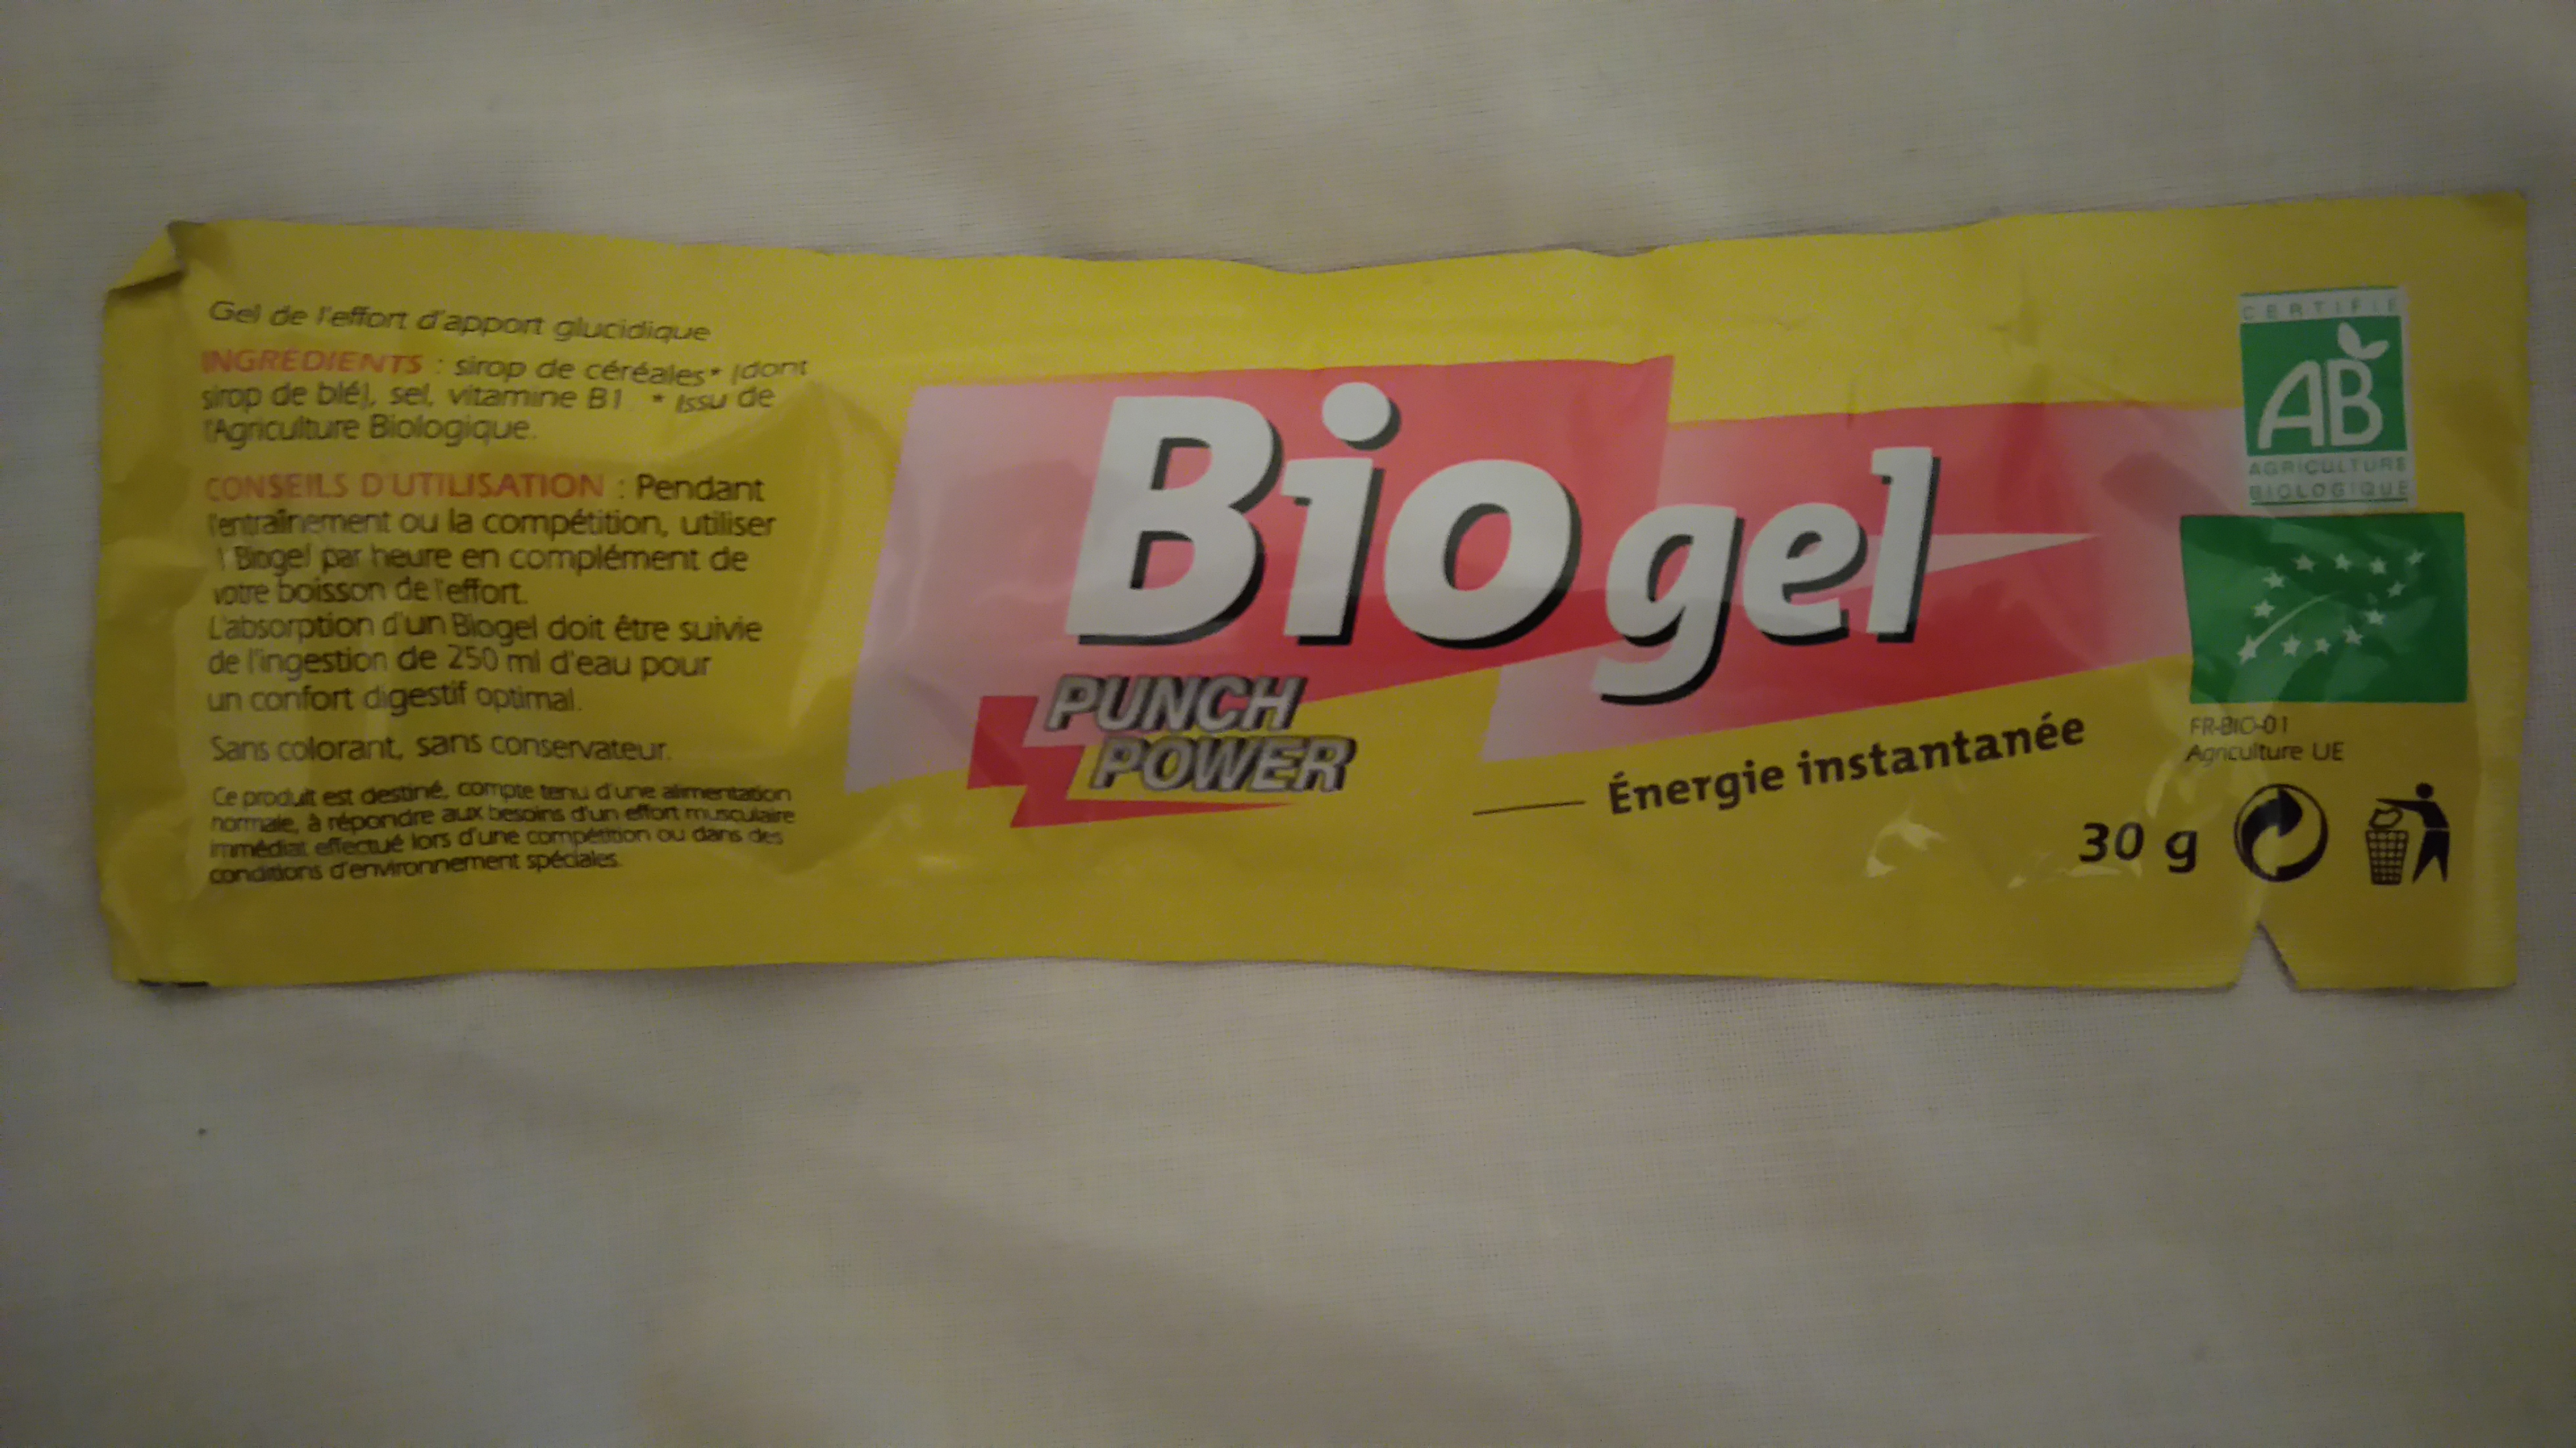 Gel de l'effort d'apport glucidique
INGRÉDIENTS : sirop de céréales* (dont
sirop de blé), sel, vitamine B1. * Issu de
l'Agriculture Biologique.
CONSEILS D'UTILISATION : Pendant
l'entraînement ou la compétition, utiliser
1 Biogel par heure en complément de
votre boisson de l'effort.
L'absorption d'un Biogel doit être suivie
de l'ingestion de 250 ml d'eau pour
un confort digestif optimal.
Sans colorant, sans conservateur.
Ce produit est destiné, compte tenu d'une alimentation
normale, à répondre aux besoins d'un effort musculaire
immédiat effectué lors d'une compétition ou dans des
conditions d'environnement spéciales.
Biogel
PUNCH
POWER
Énergie instantanée
CERTIFIÉ
AB
AGRICULTURE
BIOLOGIQUE
FR-BIO-01
Agriculture UE
30 g